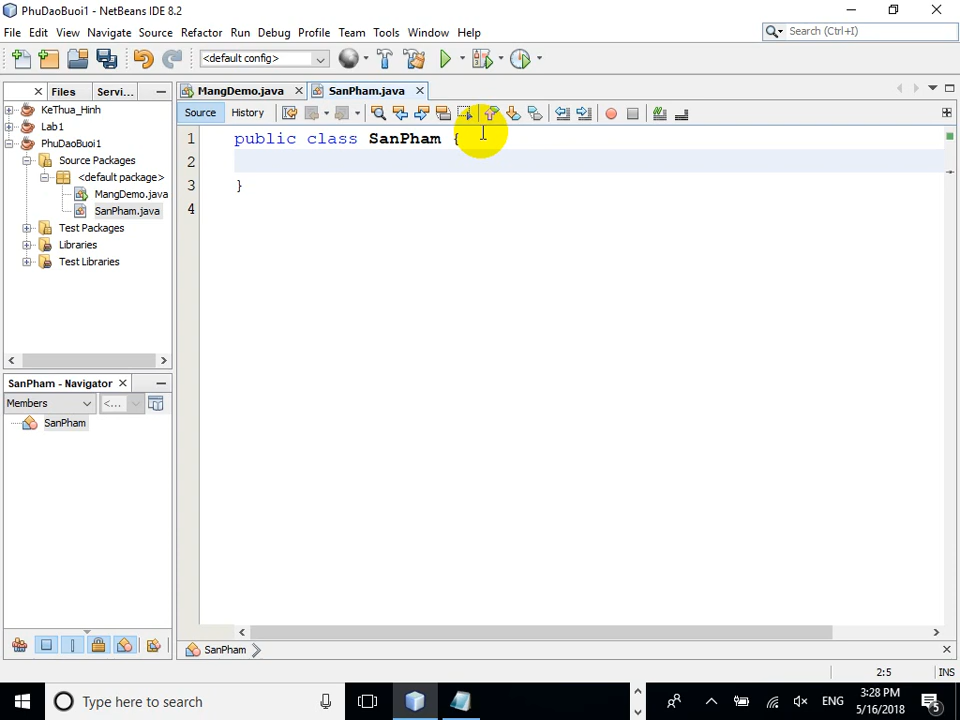 PhuDaoBuoi1 - NetBeans IDE 8.2
File Edit View Navigate Source Refactor Run Debug Profile Team Tools Window Help
Search (Ctrl+I)
<default config>
Files Servi...
MangDemo.java SanPham.java
Source History
KeThua_Hinh
Lab1
PhuDaoBuoi1
Source Packages
<default package>
MangDemo.java
SanPham.java
Test Packages
Libraries
Test Libraries
1 public class SanPham {
2
3 }
4
SanPham - Navigator
Members <...
SanPham
SanPham
2:5 INS
Type here to search
ENG
3:28 PM
5/16/2018
5